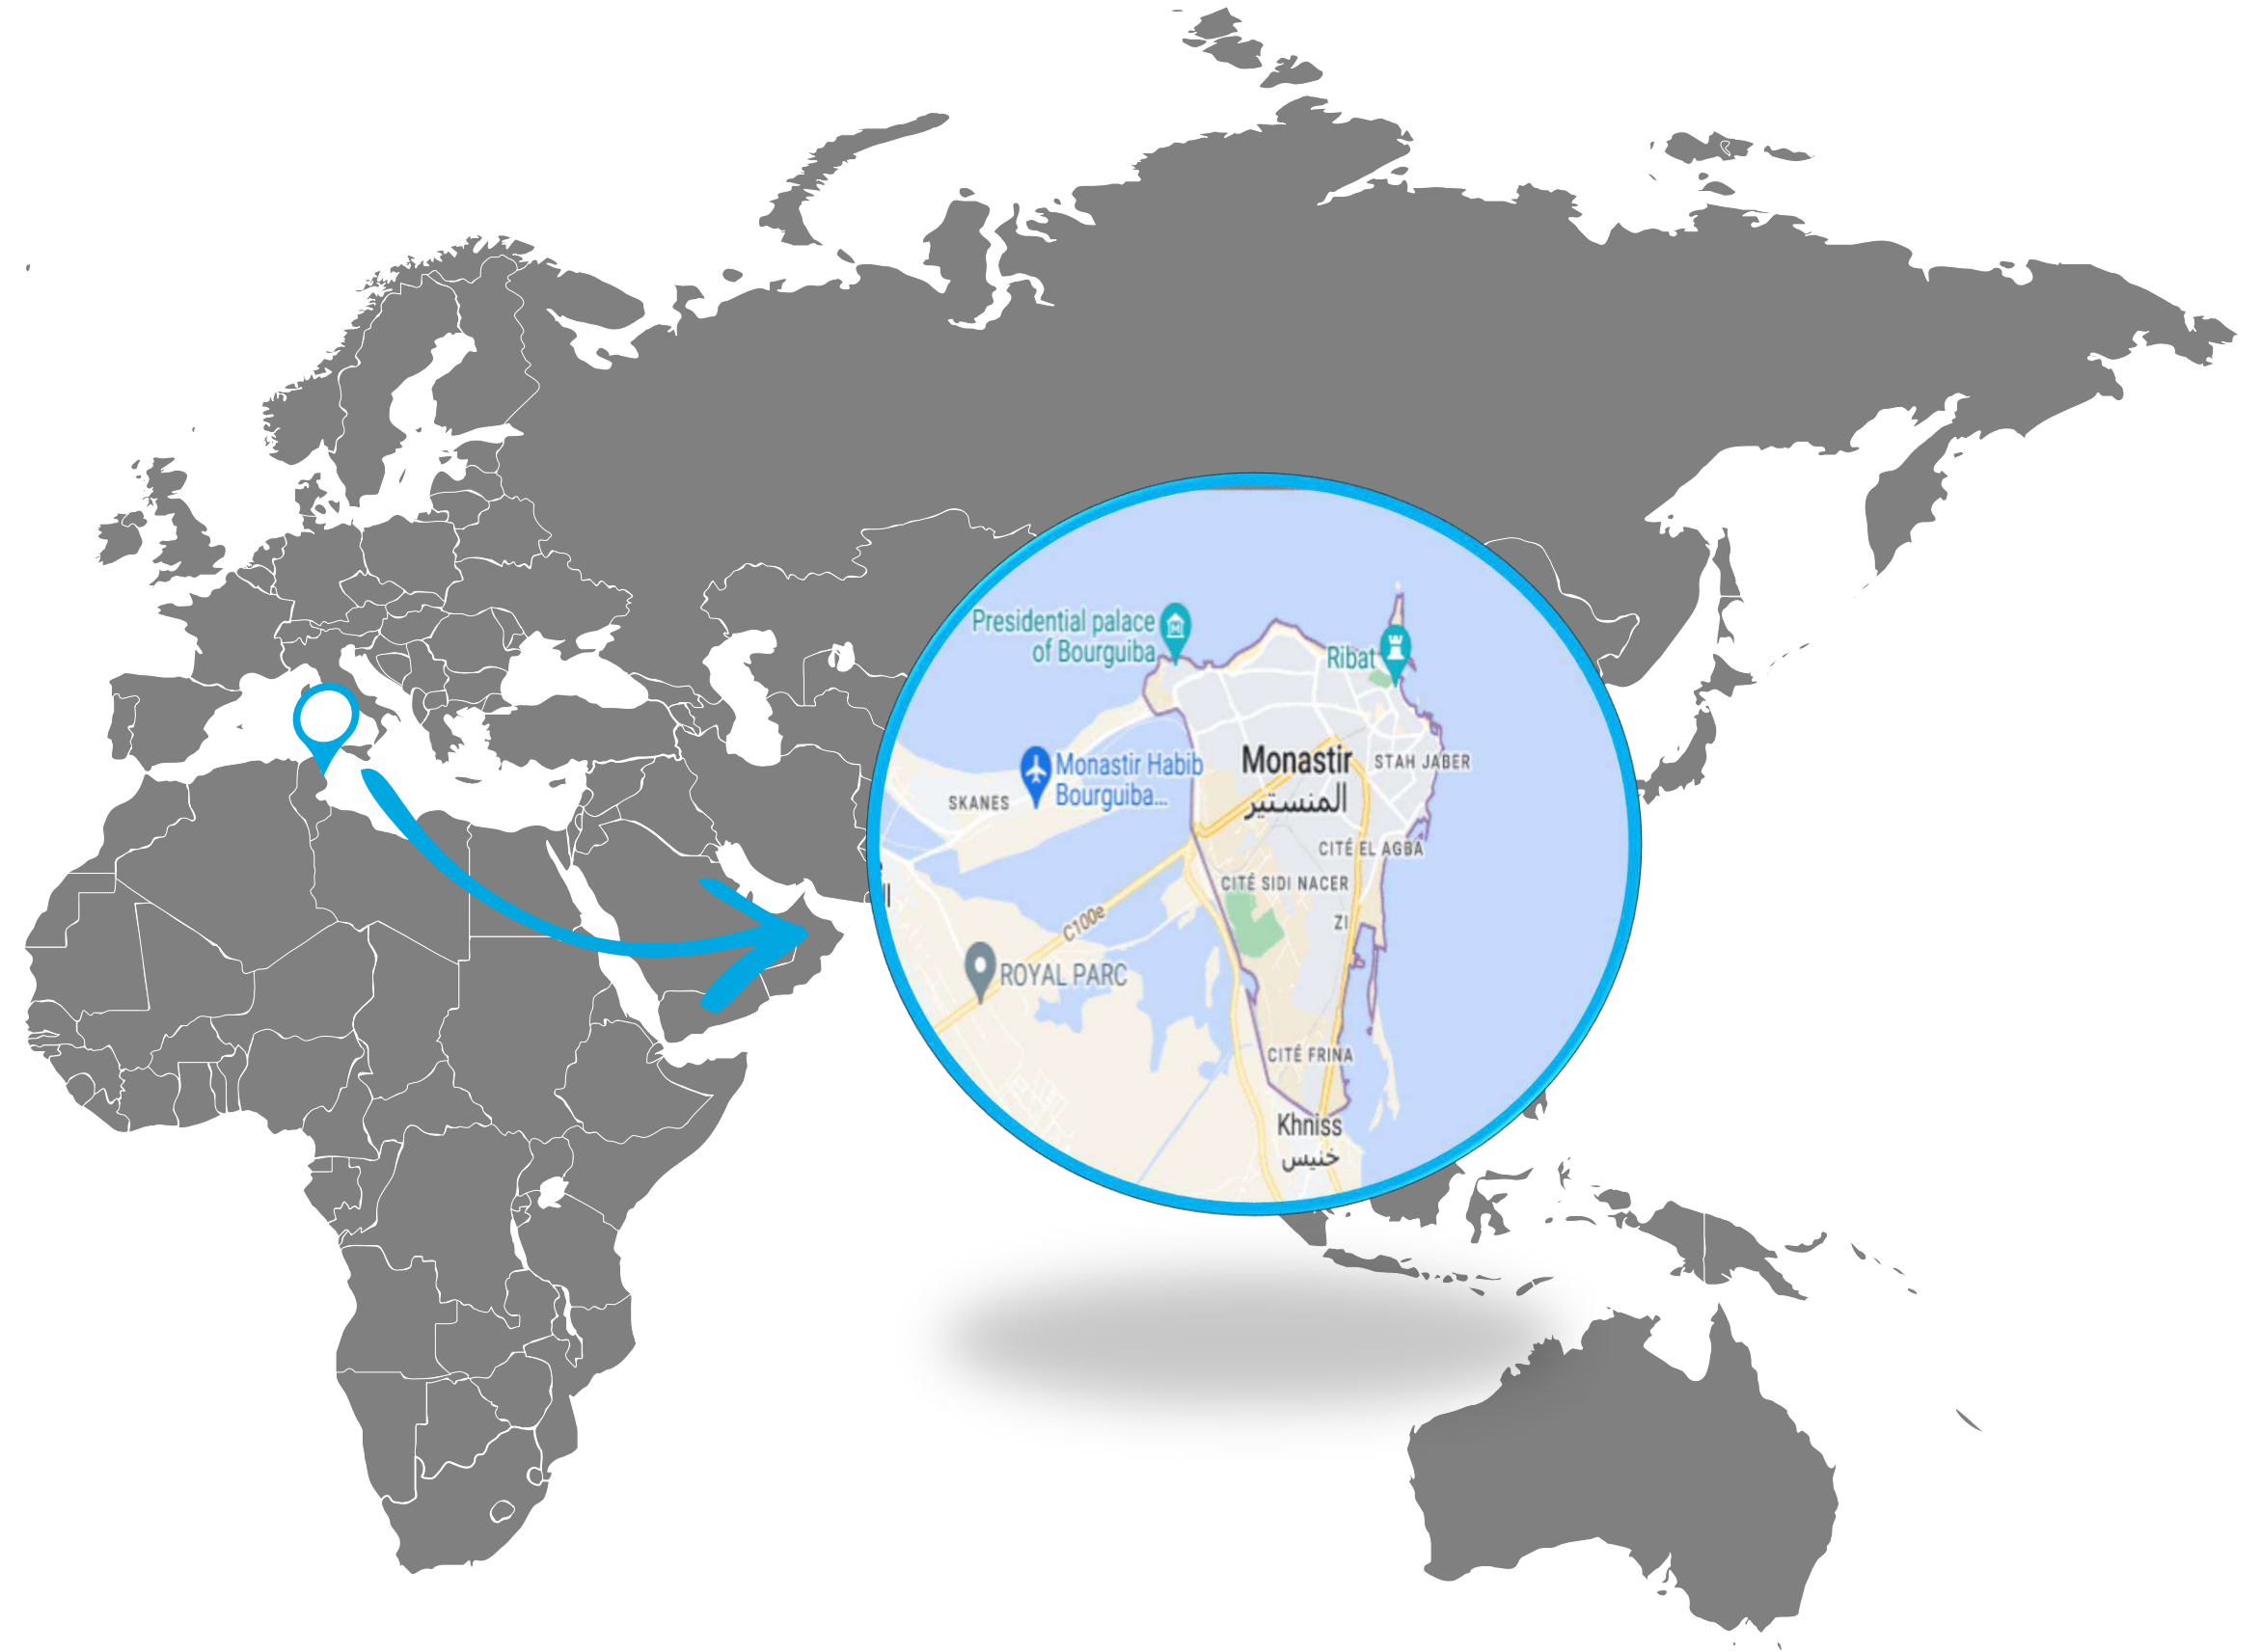 Presidential palace
of Bourguiba
Ribat
Monastir
المنستير
STAH JABER
Monastir Habib
Bourguiba...
SKANES
CITÉ EL AGBA
CITÉ SIDI NACER
ZI
C100e
ROYAL PARC
CITÉ FRINA
Khniss
خنيس